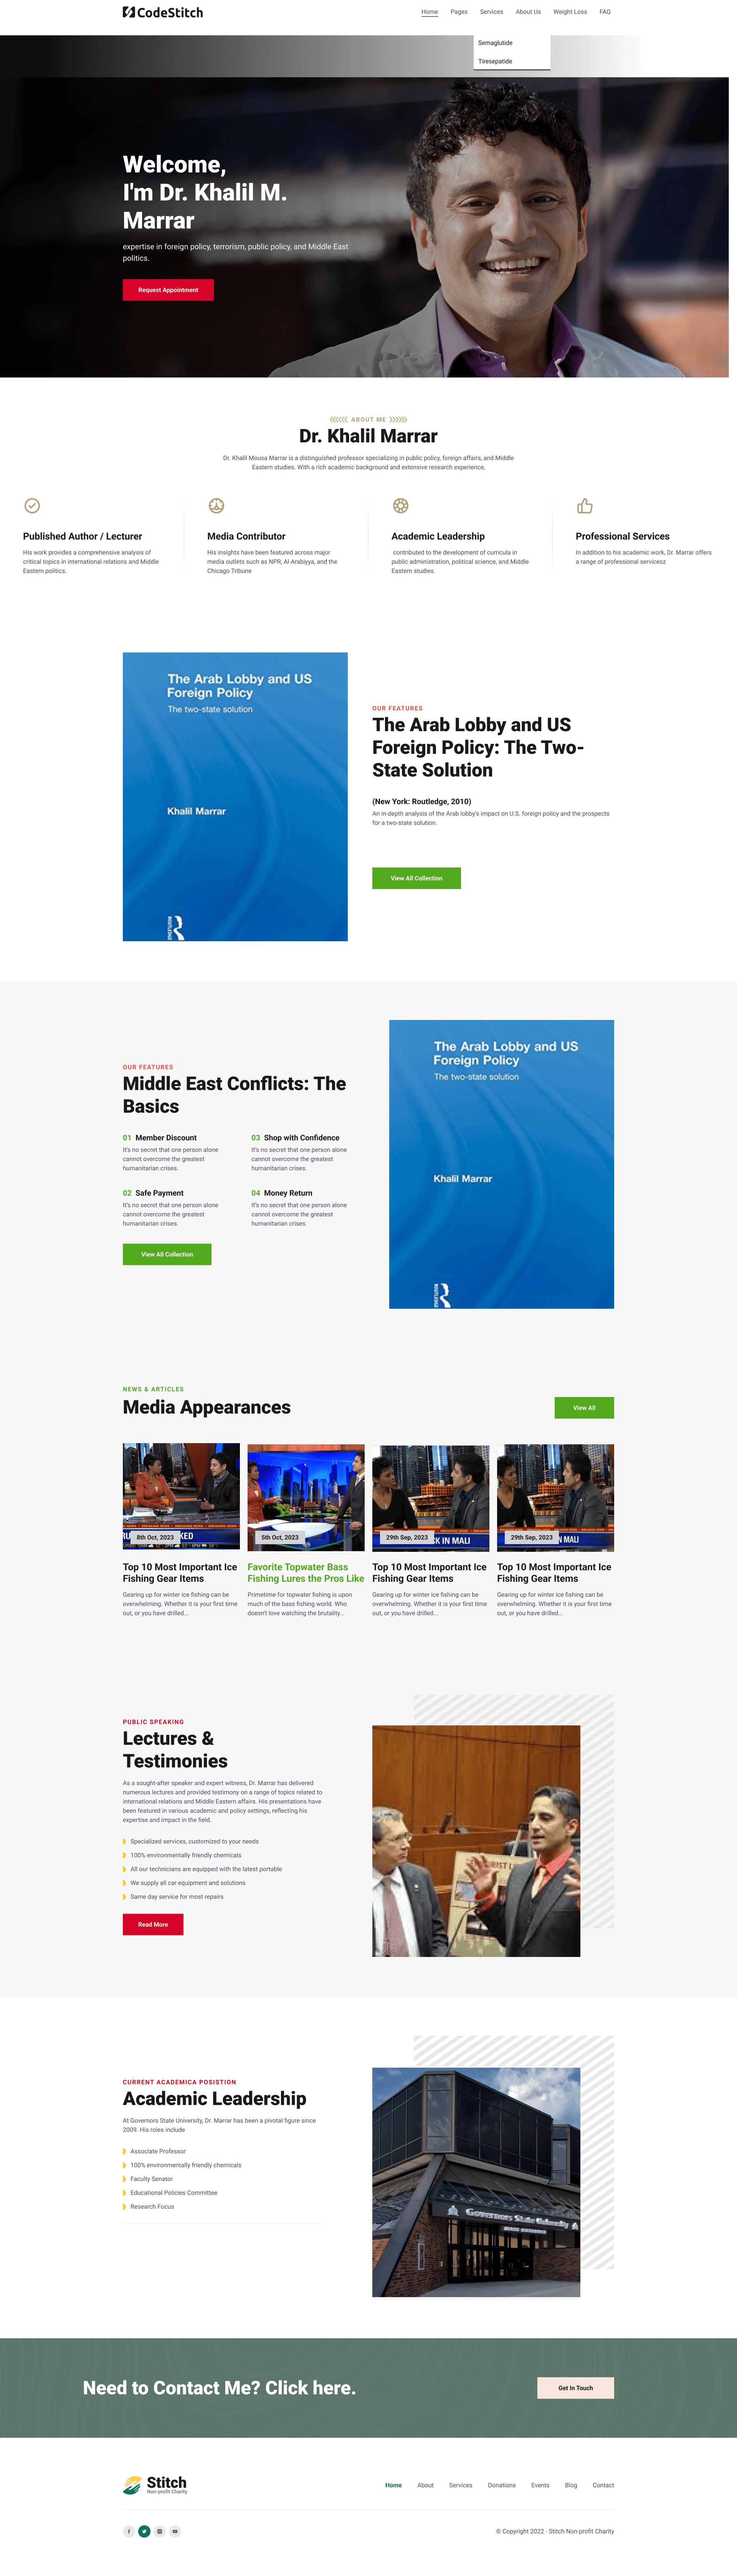 CodeStitch
Home Pages Services About Us Weight Loss FAQ
Semaglutide
Tiresepatide
Welcome,
I'm Dr. Khalil M.
Marrar
expertise in foreign policy, terrorism, public policy, and Middle East
politics.
Request Appointment
ABOUT ME
Dr. Khalil Marrar
Dr. Khalil Mousa Marrar is a distinguished professor specializing in public policy, foreign affairs, and Middle
Eastern studies. With a rich academic background and extensive research experience,
Published Author / Lecturer
His work provides a comprehensive analysis of
critical topics in international relations and Middle
Eastern politics.
Media Contributor
His insights have been featured across major
media outlets such as NPR, Al-Arabiyya, and the
Chicago Tribune
Academic Leadership
contributed to the development of curricula in
public administration, political science, and Middle
Eastern studies.
Professional Services
In addition to his academic work, Dr. Marrar offers
a range of professional servicesz
The Arab Lobby and US
Foreign Policy
The two-state solution
Khalil Marrar
OUR FEATURES
The Arab Lobby and US
Foreign Policy: The Two-
State Solution
(New York: Routledge, 2010)
An in-depth analysis of the Arab lobby's impact on U.S. foreign policy and the prospects
for a two-state solution.
View All Collection
OUR FEATURES
Middle East Conflicts: The
Basics
01 Member Discount
It's no secret that one person alone
cannot overcome the greatest
humanitarian crises.
03 Shop with Confidence
It's no secret that one person alone
cannot overcome the greatest
humanitarian crises.
02 Safe Payment
It's no secret that one person alone
cannot overcome the greatest
humanitarian crises.
04 Money Return
It's no secret that one person alone
cannot overcome the greatest
humanitarian crises.
View All Collection
The Arab Lobby and US
Foreign Policy
The two-state solution
Khalil Marrar
NEWS & ARTICLES
Media Appearances
View All
8th Oct, 2023
Top 10 Most Important Ice
Fishing Gear Items
Gearing up for winter ice fishing can be
overwhelming. Whether it is your first time
out, or you have drilled...
5th Oct, 2023
Favorite Topwater Bass
Fishing Lures the Pros Like
Primetime for topwater fishing is upon
much of the bass fishing world. Who
doesn't love watching the brutality...
29th Sep, 2023
Top 10 Most Important Ice
Fishing Gear Items
Gearing up for winter ice fishing can be
overwhelming. Whether it is your first time
out, or you have drilled...
29th Sep, 2023
Top 10 Most Important Ice
Fishing Gear Items
Gearing up for winter ice fishing can be
overwhelming. Whether it is your first time
out, or you have drilled...
PUBLIC SPEAKING
Lectures &
Testimonies
As a sought-after speaker and expert witness, Dr. Marrar has delivered
numerous lectures and provided testimony on a range of topics related to
international relations and Middle Eastern affairs. His presentations have
been featured in various academic and policy settings, reflecting his
expertise and impact in the field.
Specialized services, customized to your needs
100% environmentally friendly chemicals
All our technicians are equipped with the latest portable
We supply all car equipment and solutions
Same day service for most repairs
Read More
CURRENT ACADEMICA POSISTION
Academic Leadership
At Governors State University, Dr. Marrar has been a pivotal figure since
2009. His roles include
Associate Professor
100% environmentally friendly chemicals
Faculty Senator
Educational Policies Committee
Research Focus
Governors State University
Need to Contact Me? Click here.
Get In Touch
Stitch
Non-profit Charity
Home About Services Donations Events Blog Contact
© Copyright 2022 - Stitch Non-profit Charity